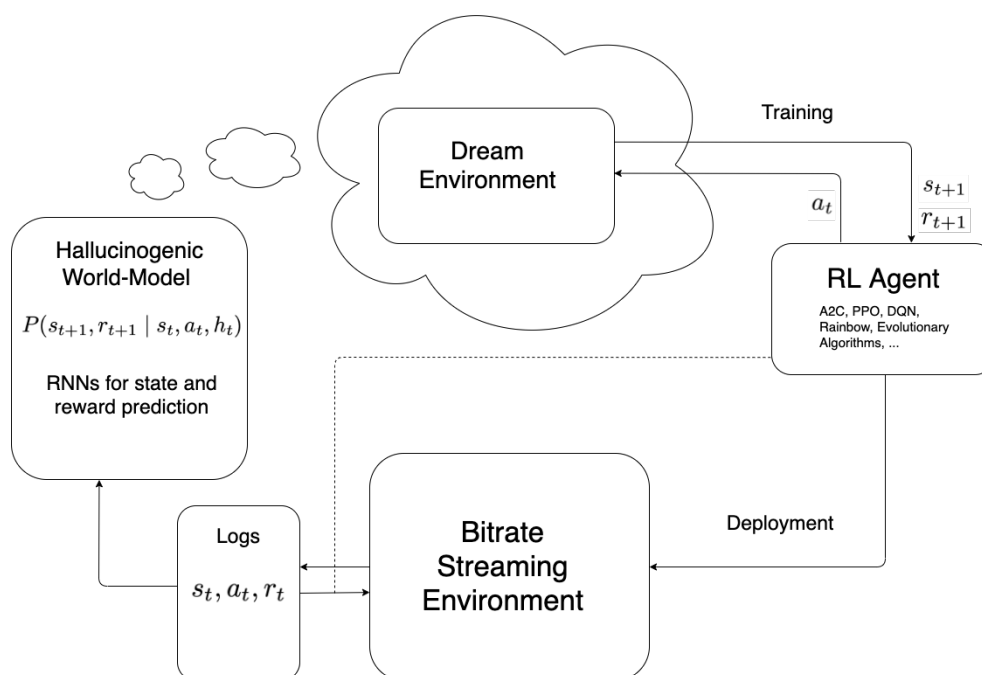 Training
Dream
Environment
s_{t+1}
a_t
r_{t+1}
Hallucinogenic
World-Model
P(s_{t+1}, r_{t+1} | s_t, a_t, h_t)
RNNs for state and
reward prediction
RL Agent
A2C, PPO, DQN,
Rainbow, Evolutionary
Algorithms, ...
Logs
s_t, a_t, r_t
Bitrate
Streaming
Environment
Deployment